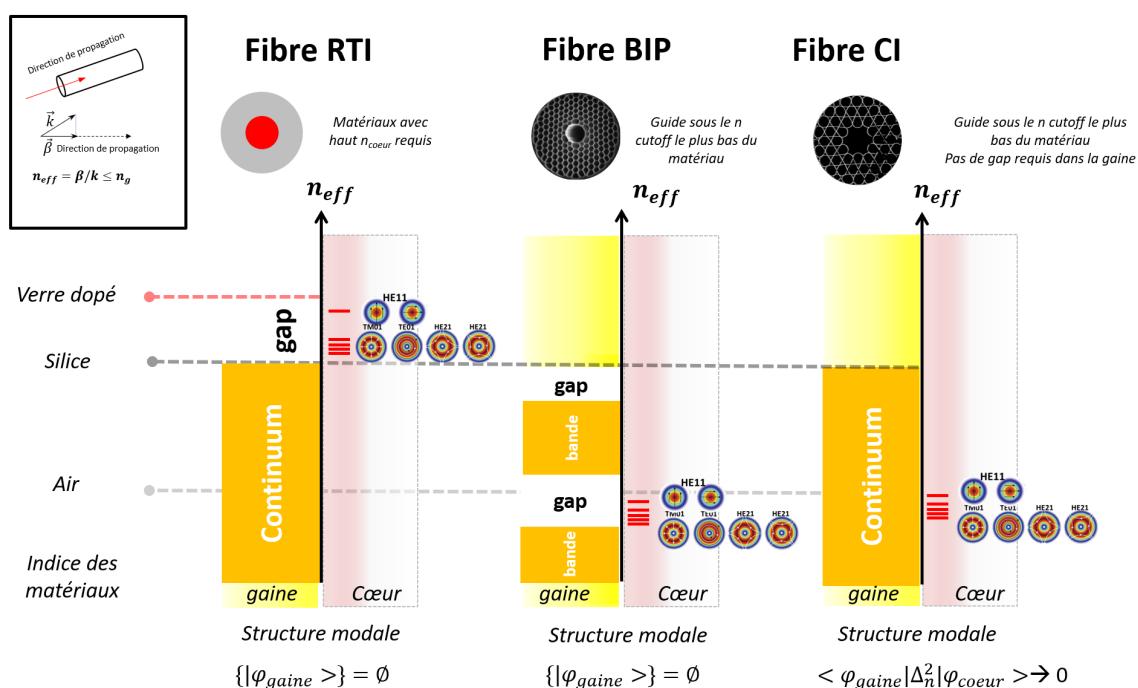 Direction de propagation
k
β Direction de propagation
n_eff = β/k ≤ n_g
Fibre RTI
Matériaux avec
haut n_coeur requis
Fibre BIP
Guide sous le n
cutoff le plus bas du
matériau
Fibre CI
Guide sous le n cutoff le plus
bas du matériau
Pas de gap requis dans la gaine
n_eff
n_eff
n_eff
Verre dopé
Silice
Air
Indice des
matériaux
gap
Continuum
HE11
TM01 TE01 HE21 HE21
gaine
Cœur
Structure modale
{|φ_gaine >} = ∅
gap
bande
gap
bande
HE11
TM01 TE01 HE21 HE21
gaine
Cœur
Structure modale
{|φ_gaine >} = ∅
Continuum
HE11
TM01 TE01 HE21 HE21
gaine
Cœur
Structure modale
< φ_gaine|Δ_n^2|φ_coeur > → 0